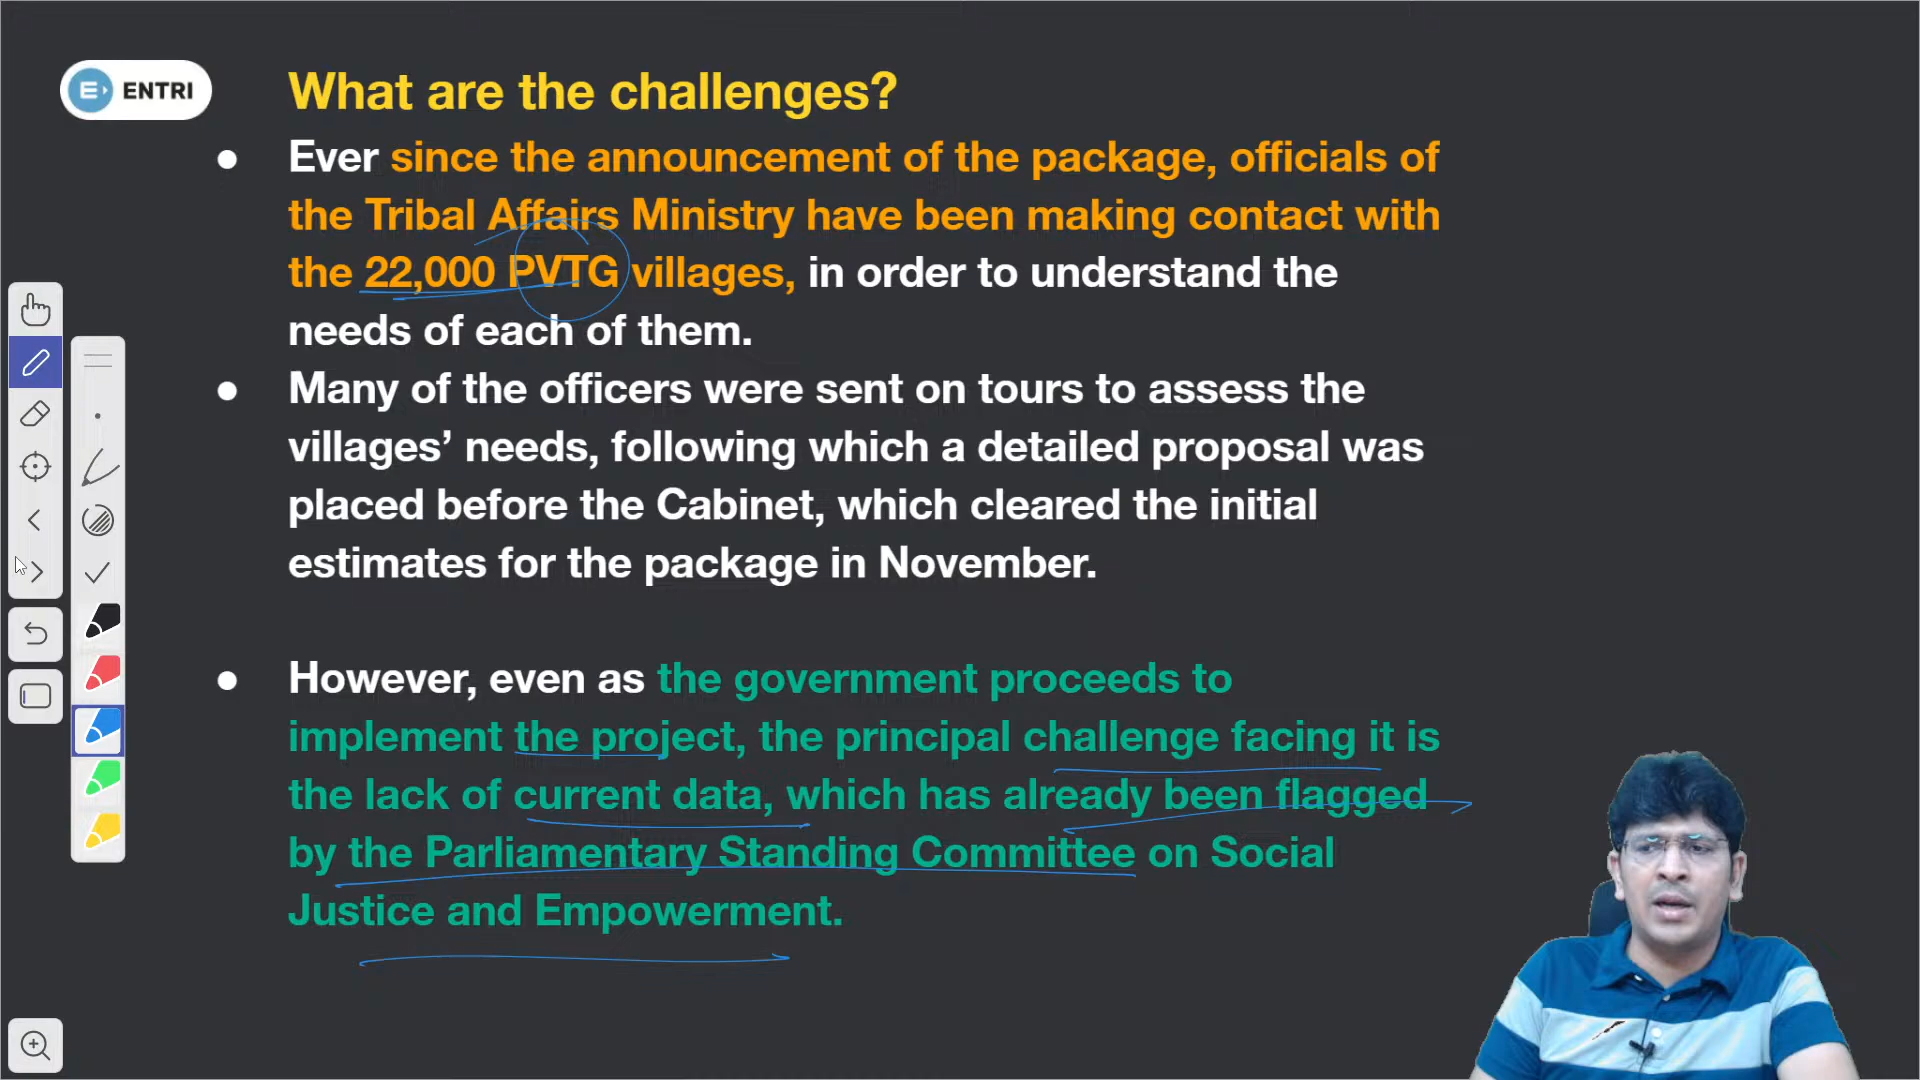 ENTRI
What are the challenges?
● Ever since the announcement of the package, officials of
the Tribal Affairs Ministry have been making contact with
the 22,000 PVTG villages, in order to understand the
needs of each of them.
● Many of the officers were sent on tours to assess the
villages’ needs, following which a detailed proposal was
placed before the Cabinet, which cleared the initial
estimates for the package in November.
● However, even as the government proceeds to
implement the project, the principal challenge facing it is
the lack of current data, which has already been flagged
by the Parliamentary Standing Committee on Social
Justice and Empowerment.